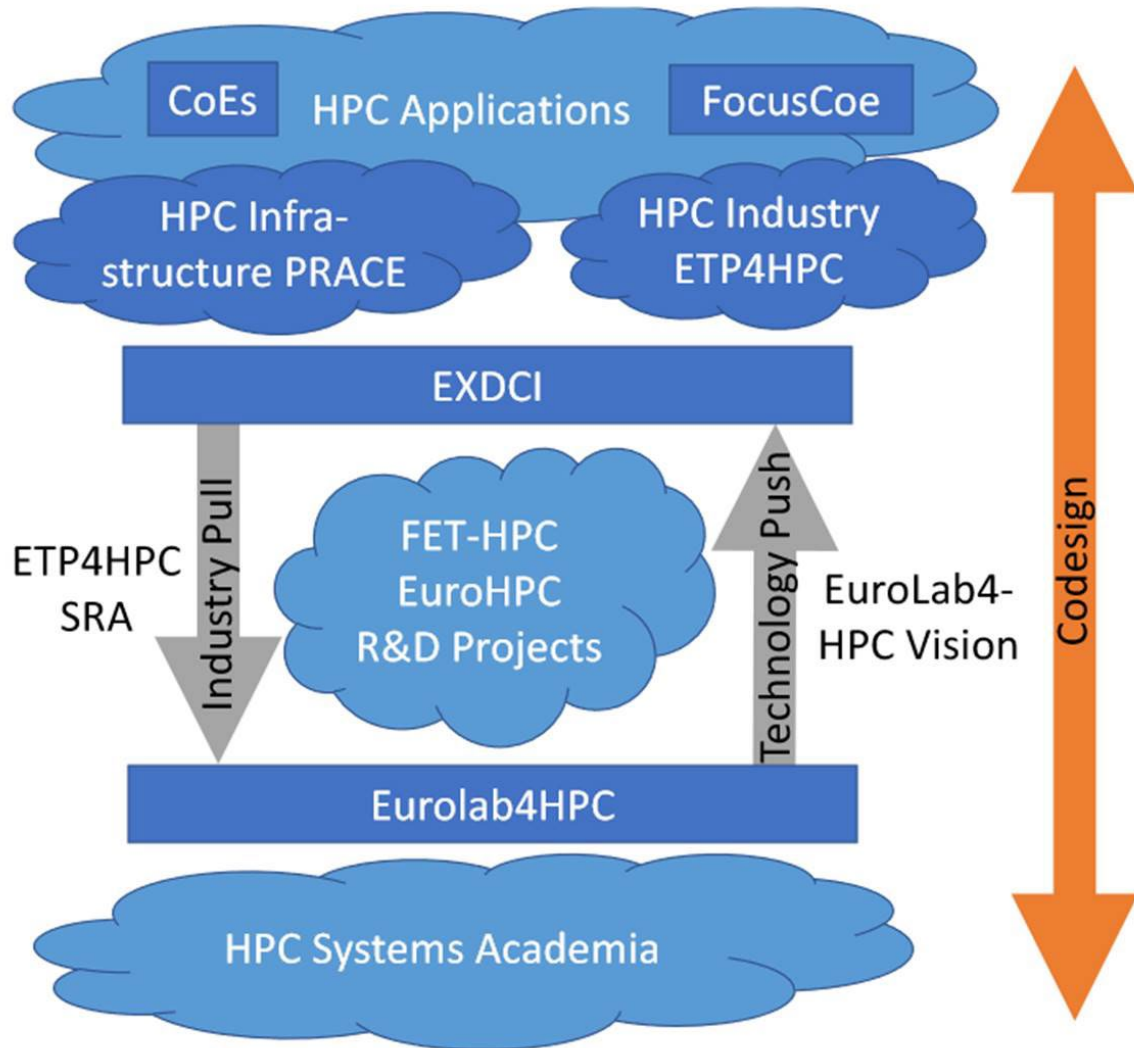 CoEs
HPC Applications
FocusCoe
HPC Infra-
structure PRACE
HPC Industry
ETP4HPC
EXDCI
Industry Pull
ETP4HPC
SRA
FET-HPC
EuroHPC
R&D Projects
Technology Push
EuroLab4-
HPC Vision
Codesign
Eurolab4HPC
HPC Systems Academia